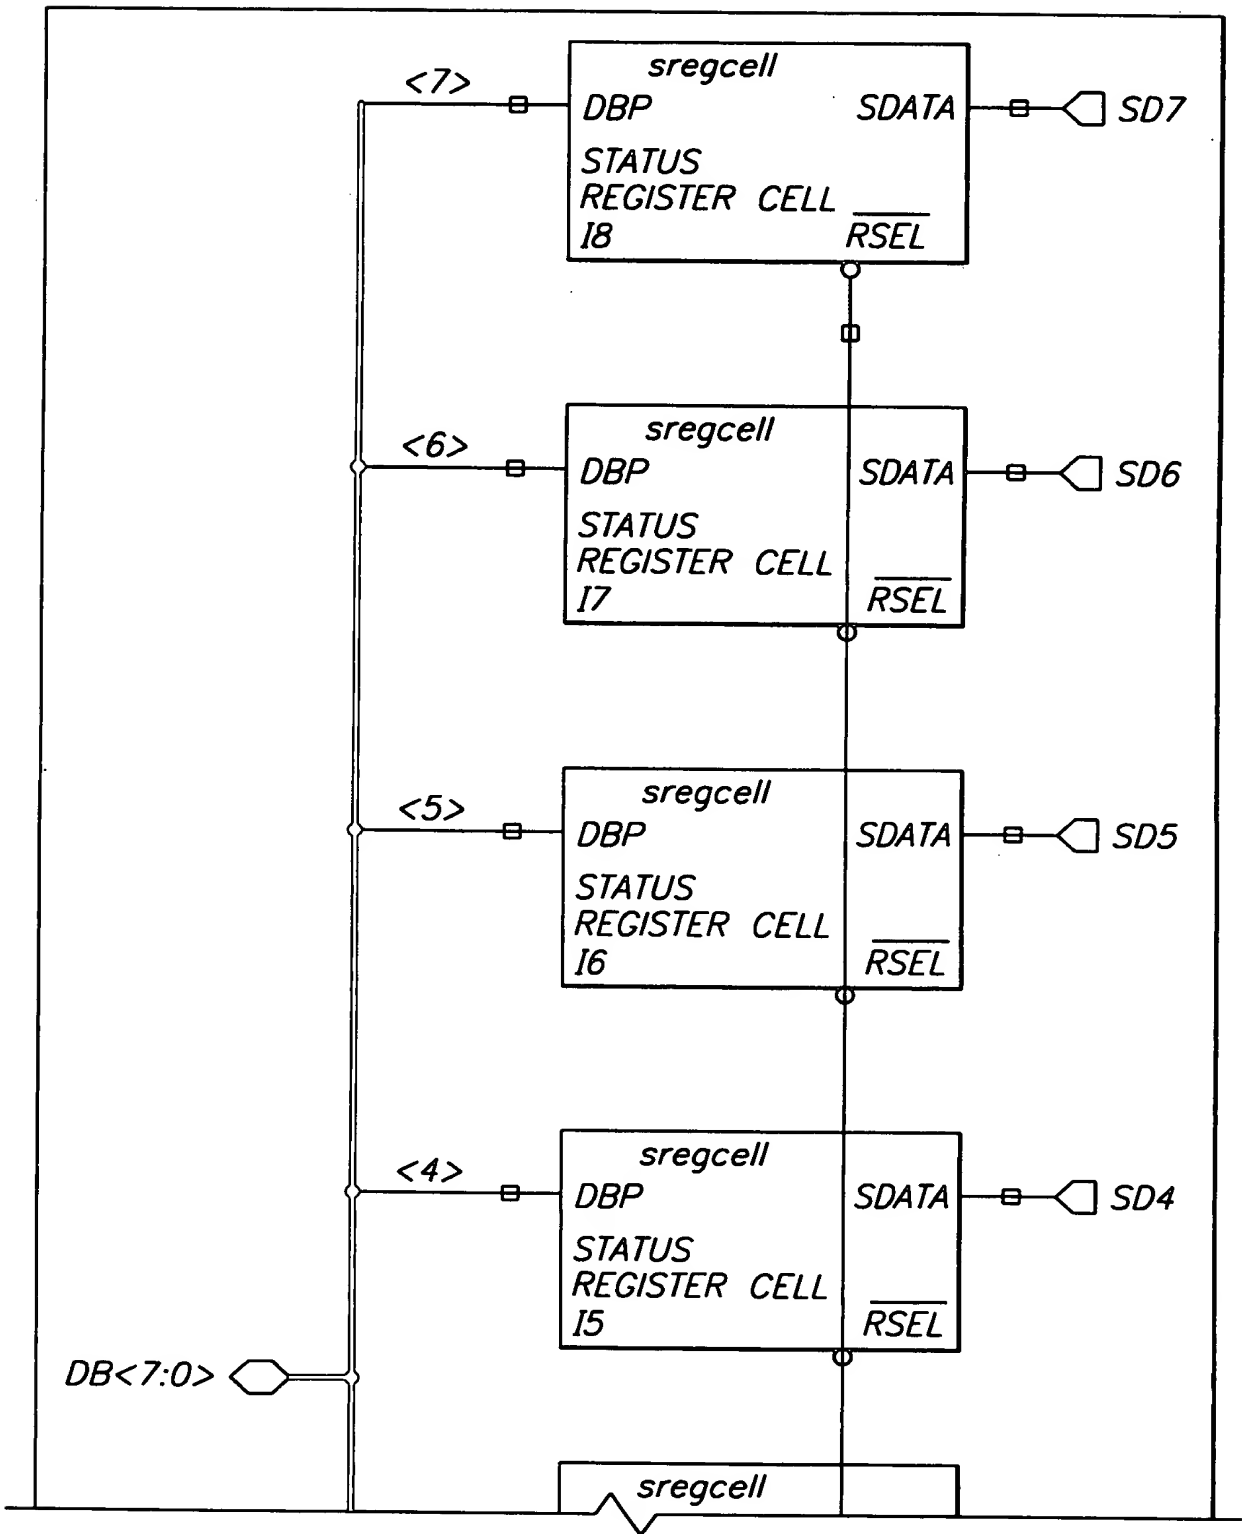 sregcell
<7>
DBP SDATA SD7
STATUS
REGISTER CELL
I8 RSEL
sregcell
<6>
DBP SDATA SD6
STATUS
REGISTER CELL
I7 RSEL
sregcell
<5>
DBP SDATA SD5
STATUS
REGISTER CELL
I6 RSEL
sregcell
<4>
DBP SDATA SD4
STATUS
REGISTER CELL
I5 RSEL
DB<7:0>
sregcell